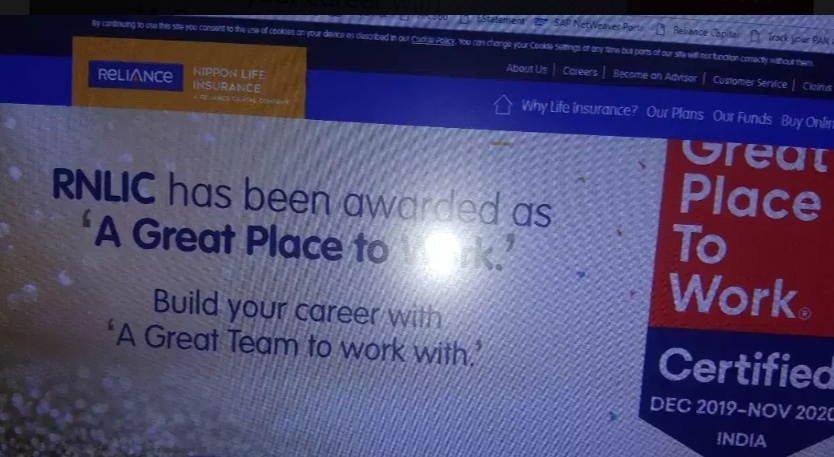 Statement SAP NetWeaver Portal Reliance Capital Track your PAN
By continuing to use this site you consent to the use of cookies on your device as described in our Cookie Policy. You can change your Cookie Settings at any time but parts of our site will not function correctly without them.
About Us | Careers | Become an Advisor | Customer Service | Claims
RELIANCE
NIPPON LIFE
INSURANCE
A RELIANCE CAPITAL COMPANY
Why Life Insurance? Our Plans Our Funds Buy Onlin
RNLIC has been awarded as
'A Great Place to Work.'
Build your career with
'A Great Team to work with.'
Great
Place
To
Work®
Certified
DEC 2019-NOV 2020
INDIA